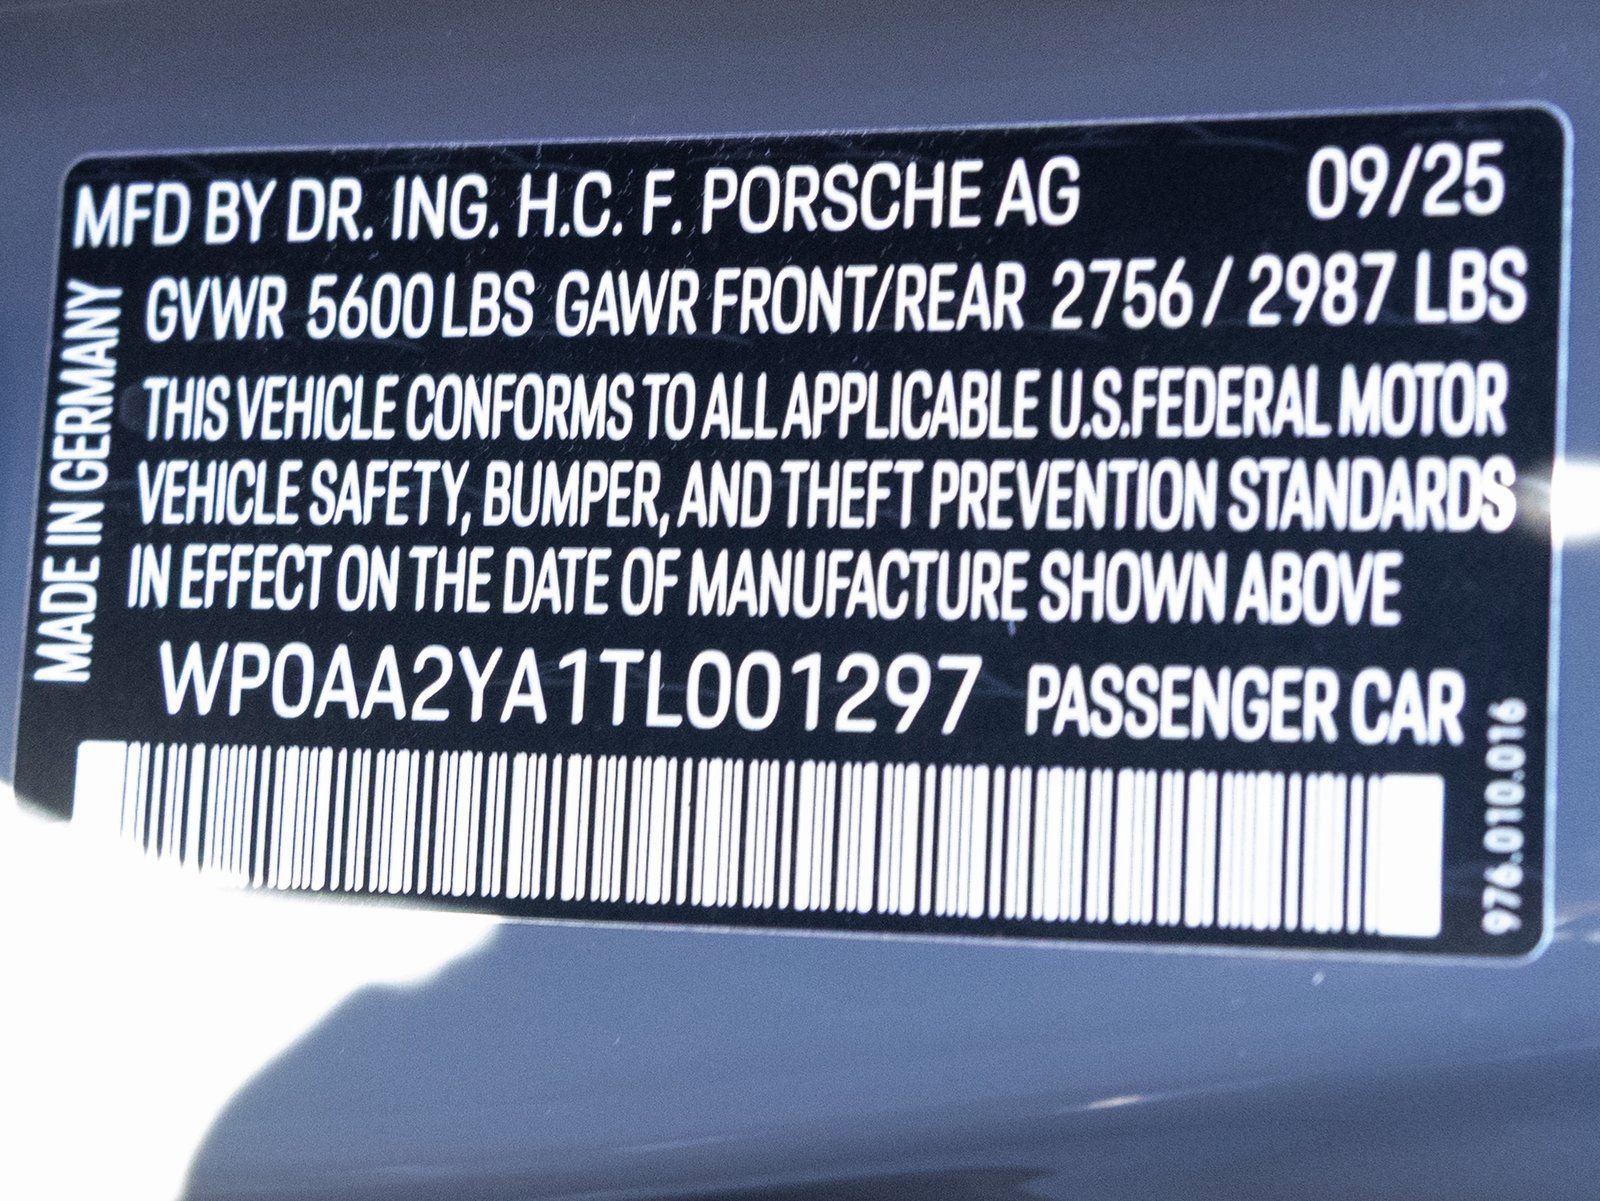 MFD BY DR. ING. H.C. F. PORSCHE AG 09/25
GVWR 5600 LBS GAWR FRONT/REAR 2756 / 2987 LBS
THIS VEHICLE CONFORMS TO ALL APPLICABLE U.S.FEDERAL MOTOR
VEHICLE SAFETY, BUMPER, AND THEFT PREVENTION STANDARDS
IN EFFECT ON THE DATE OF MANUFACTURE SHOWN ABOVE
WP0AA2YA1TL001297 PASSENGER CAR
MADE IN GERMANY
976.010.016